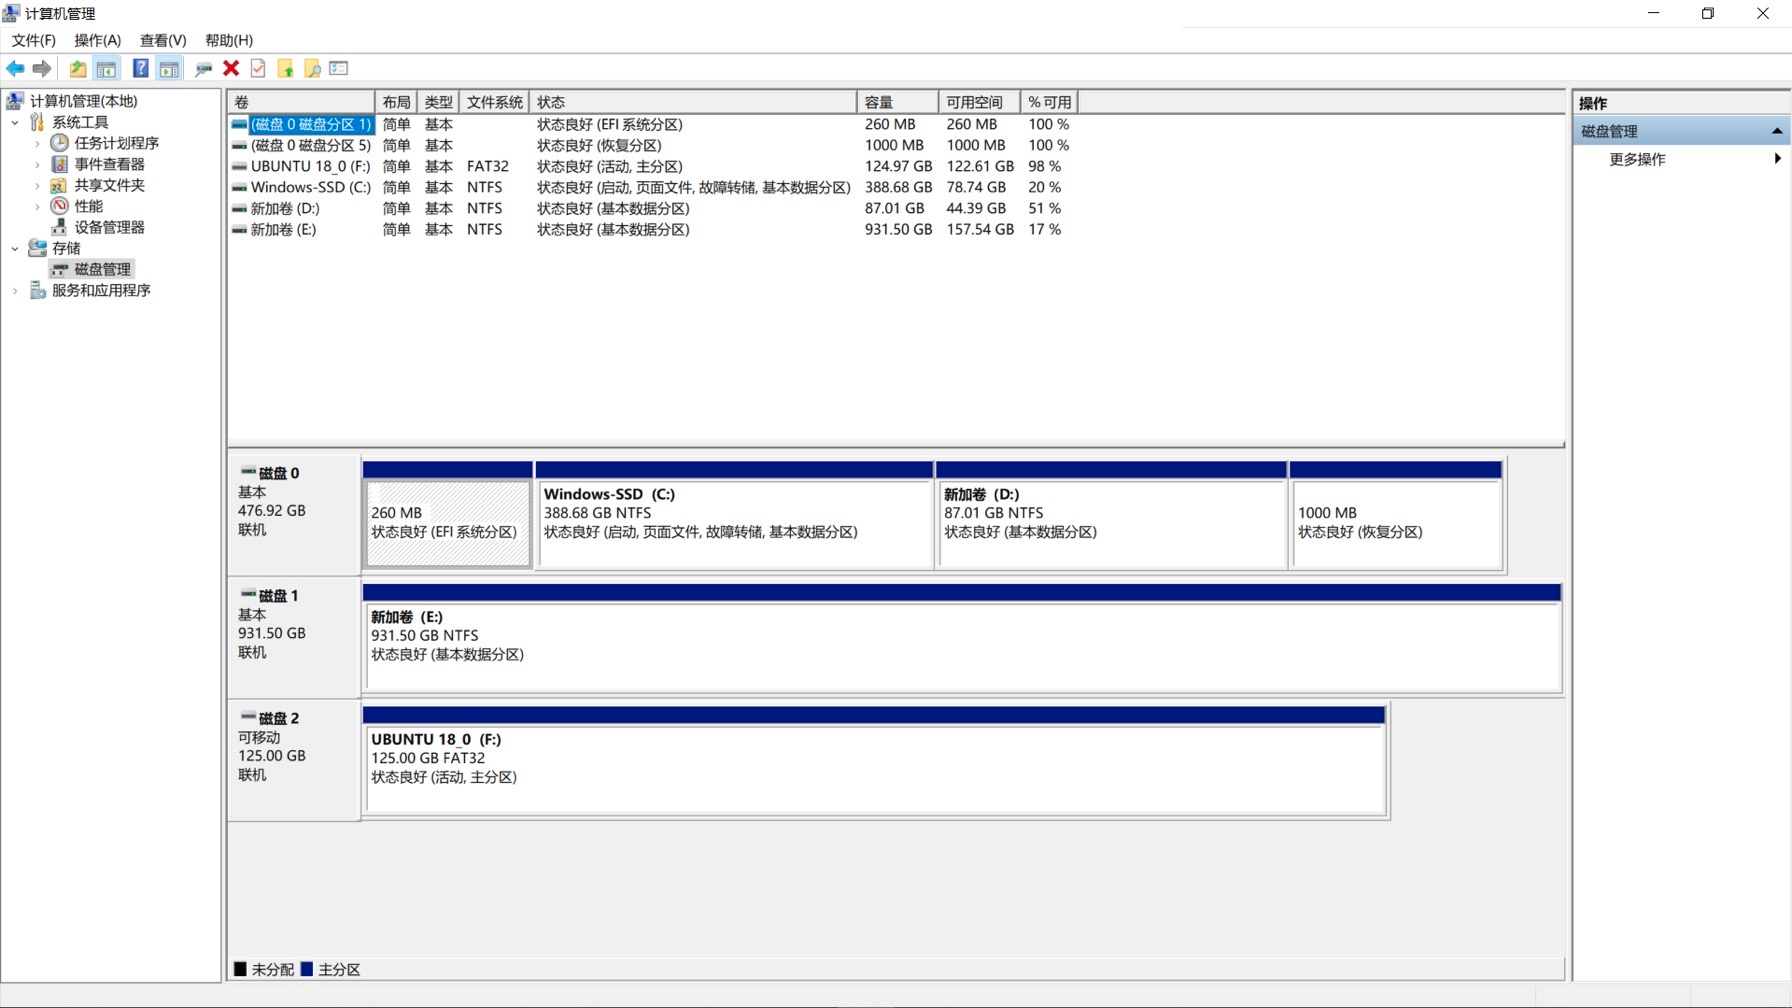 计算机管理
文件(F) 操作(A) 查看(V) 帮助(H)
计算机管理(本地)
系统工具
任务计划程序
事件查看器
共享文件夹
性能
设备管理器
存储
磁盘管理
服务和应用程序
卷 布局 类型 文件系统 状态 容量 可用空间 % 可用
(磁盘 0 磁盘分区 1) 简单 基本 状态良好 (EFI 系统分区) 260 MB 260 MB 100 %
(磁盘 0 磁盘分区 5) 简单 基本 状态良好 (恢复分区) 1000 MB 1000 MB 100 %
UBUNTU 18_0 (F:) 简单 基本 FAT32 状态良好 (活动, 主分区) 124.97 GB 122.61 GB 98 %
Windows-SSD (C:) 简单 基本 NTFS 状态良好 (启动, 页面文件, 故障转储, 基本数据分区) 388.68 GB 78.74 GB 20 %
新加卷 (D:) 简单 基本 NTFS 状态良好 (基本数据分区) 87.01 GB 44.39 GB 51 %
新加卷 (E:) 简单 基本 NTFS 状态良好 (基本数据分区) 931.50 GB 157.54 GB 17 %
磁盘 0
基本
476.92 GB
联机
260 MB
状态良好 (EFI 系统分区)
Windows-SSD (C:)
388.68 GB NTFS
状态良好 (启动, 页面文件, 故障转储, 基本数据分区)
新加卷 (D:)
87.01 GB NTFS
状态良好 (基本数据分区)
1000 MB
状态良好 (恢复分区)
磁盘 1
基本
931.50 GB
联机
新加卷 (E:)
931.50 GB NTFS
状态良好 (基本数据分区)
磁盘 2
可移动
125.00 GB
联机
UBUNTU 18_0 (F:)
125.00 GB FAT32
状态良好 (活动, 主分区)
未分配 主分区
操作
磁盘管理
更多操作